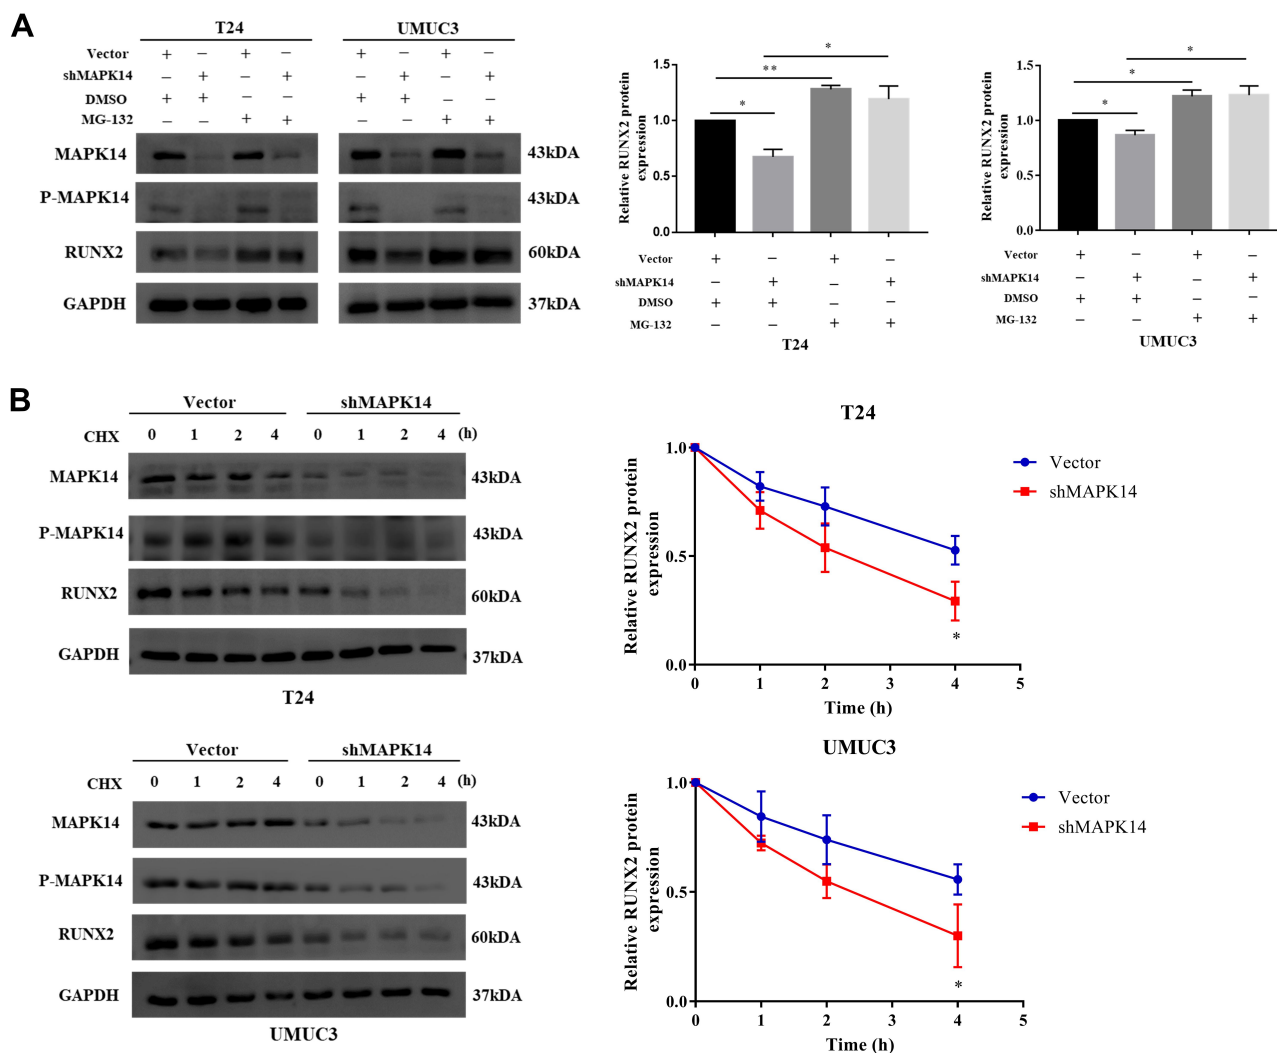 A
T24 UMUC3
Vector + − + − + − + −
shMAPK14 − + − + − + − +
DMSO + + − − + + − −
MG-132 − − + + − − + +
MAPK14 43kDA
P-MAPK14 43kDA
RUNX2 60kDA
GAPDH 37kDA
Relative RUNX2 protein
expression
1.5
1.0
0.5
0.0
*
**
*
Vector + − + −
shMAPK14 − + − +
DMSO + + − −
MG-132 − − + +
T24
Relative RUNX2 protein
expression
1.5
1.0
0.5
0.0
*
*
*
Vector + − + −
shMAPK14 − + − +
DMSO + + − −
MG-132 − − + +
UMUC3
B
Vector shMAPK14
CHX 0 1 2 4 0 1 2 4 (h)
MAPK14 43kDA
P-MAPK14 43kDA
RUNX2 60kDA
GAPDH 37kDA
T24
T24
Relative RUNX2 protein
expression
1.0
0.5
0.0
0 1 2 3 4 5
Time (h)
*
Vector
shMAPK14
Vector shMAPK14
CHX 0 1 2 4 0 1 2 4 (h)
MAPK14 43kDA
P-MAPK14 43kDA
RUNX2 60kDA
GAPDH 37kDA
UMUC3
UMUC3
Relative RUNX2 protein
expression
1.0
0.5
0.0
0 1 2 3 4 5
Time (h)
*
Vector
shMAPK14